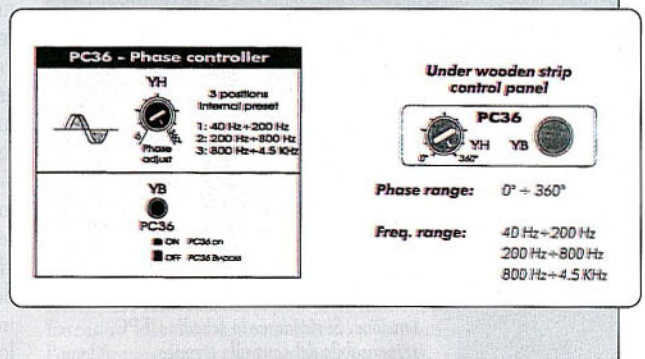 PC36 - Phase controller
YH
3 positions
Internal preset
1: 40 Hz÷200 Hz
2: 200 Hz÷800 Hz
3: 800 Hz÷4.5 KHz
0° 360°
Phase
adjust
YB
PC36
ON PC36 on
OFF PC36 Bypass
Under wooden strip
control panel
PC36
YH YB
0° 360°
Phase range: 0° ÷ 360°
Freq. range: 40 Hz÷200 Hz
200 Hz÷800 Hz
800 Hz÷4.5 KHz